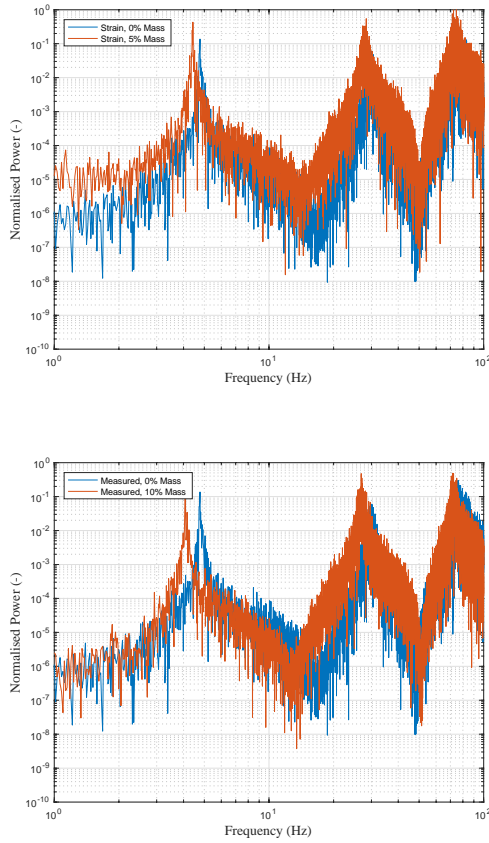 10^0
Strain, 0% Mass
Strain, 5% Mass
10^-1
10^-2
10^-3
10^-4
10^-5
10^-6
10^-7
10^-8
10^-9
10^-10
Normalised Power (-)
10^0 10^1 10^2
Frequency (Hz)
10^0
Measured, 0% Mass
Measured, 10% Mass
10^-1
10^-2
10^-3
10^-4
10^-5
10^-6
10^-7
10^-8
10^-9
10^-10
Normalised Power (-)
10^0 10^1 10^2
Frequency (Hz)